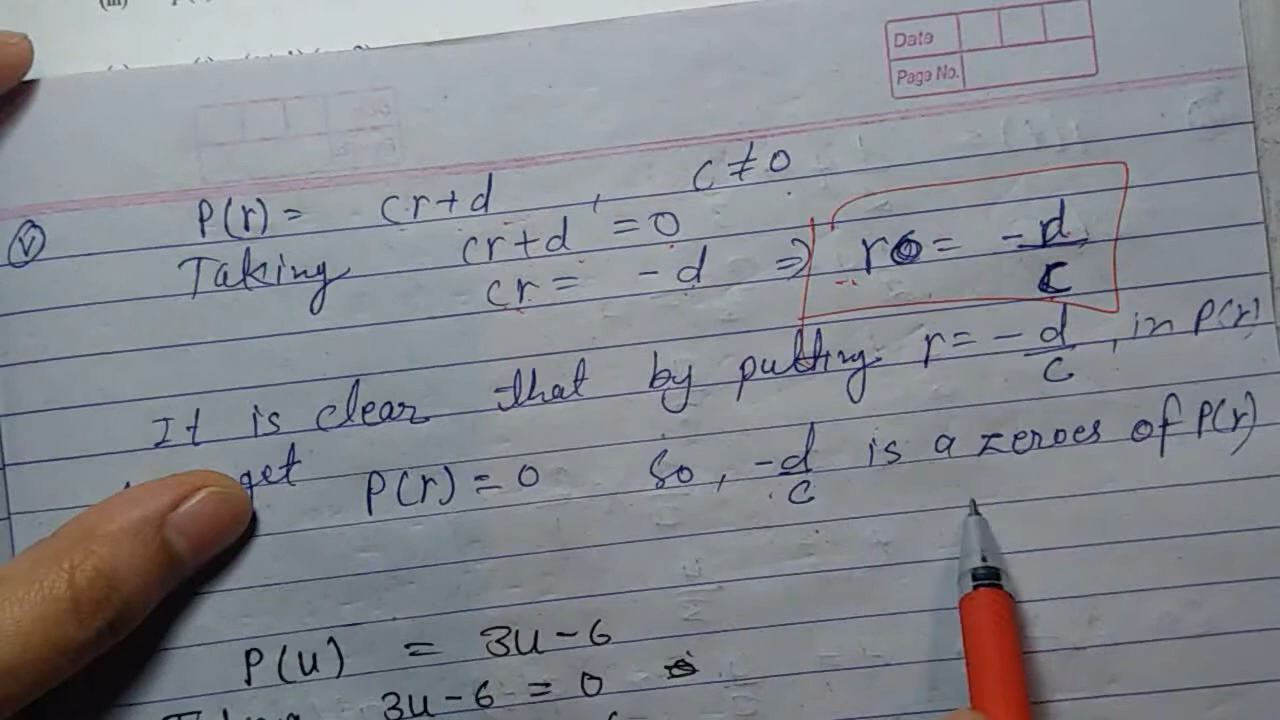 (iii)
Date
Page No.
(v) P(r) = cr+d , c ≠ 0
Taking cr+d = 0
cr = -d ⇒ r = -d/c
It is clear that by putting r = -d/c, in P(r)
get P(r) = 0 So, -d/c is a zeroes of P(r)
P(u) = 3u-6
3u-6 = 0